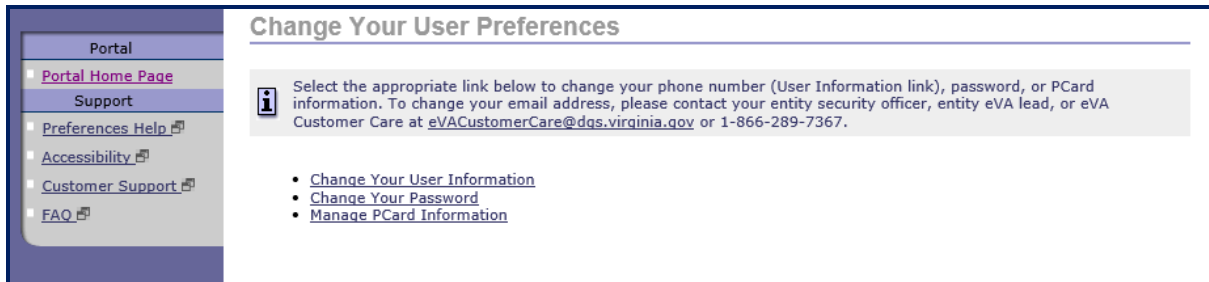 Portal
Portal Home Page
Support
Preferences Help
Accessibility
Customer Support
FAQ
Change Your User Preferences
Select the appropriate link below to change your phone number (User Information link), password, or PCard
information. To change your email address, please contact your entity security officer, entity eVA lead, or eVA
Customer Care at eVACustomerCare@dgs.virginia.gov or 1-866-289-7367.
• Change Your User Information
• Change Your Password
• Manage PCard Information